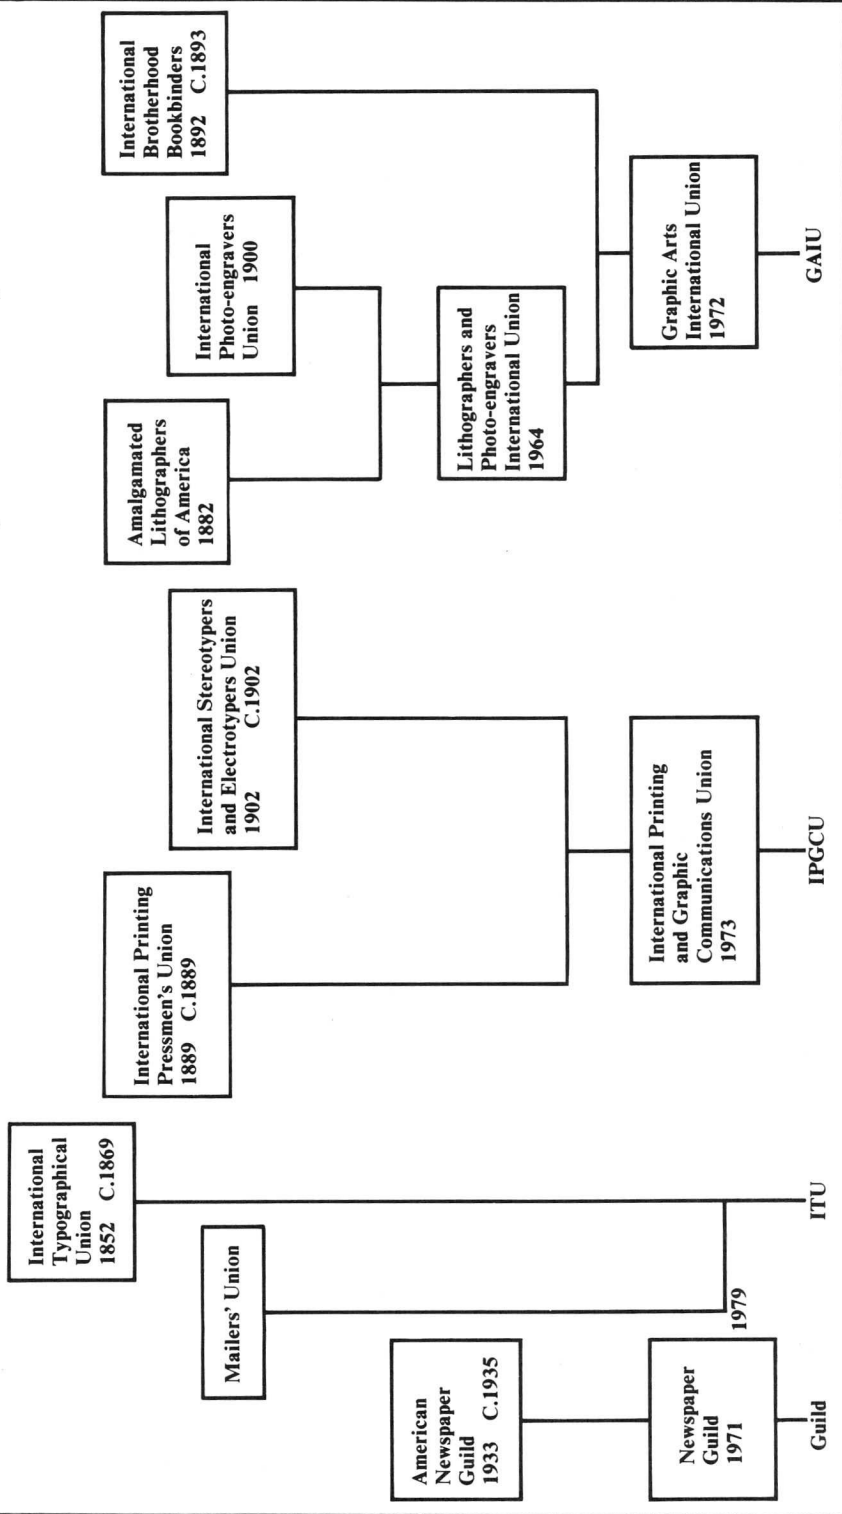 International
Typographical
Union
1852 C.1869
Mailers' Union
1979
American
Newspaper
Guild
1933 C.1935
Newspaper
Guild
1971
Guild
ITU
International Printing
Pressmen's Union
1889 C.1889
International Stereotypers
and Electrotypers Union
1902 C.1902
International Printing
and Graphic
Communications Union
1973
IPGCU
Amalgamated
Lithographers
of America
1882
International
Photo-engravers
Union 1900
International
Brotherhood
Bookbinders
1892 C.1893
Lithographers and
Photo-engravers
International Union
1964
Graphic Arts
International Union
1972
GAIU